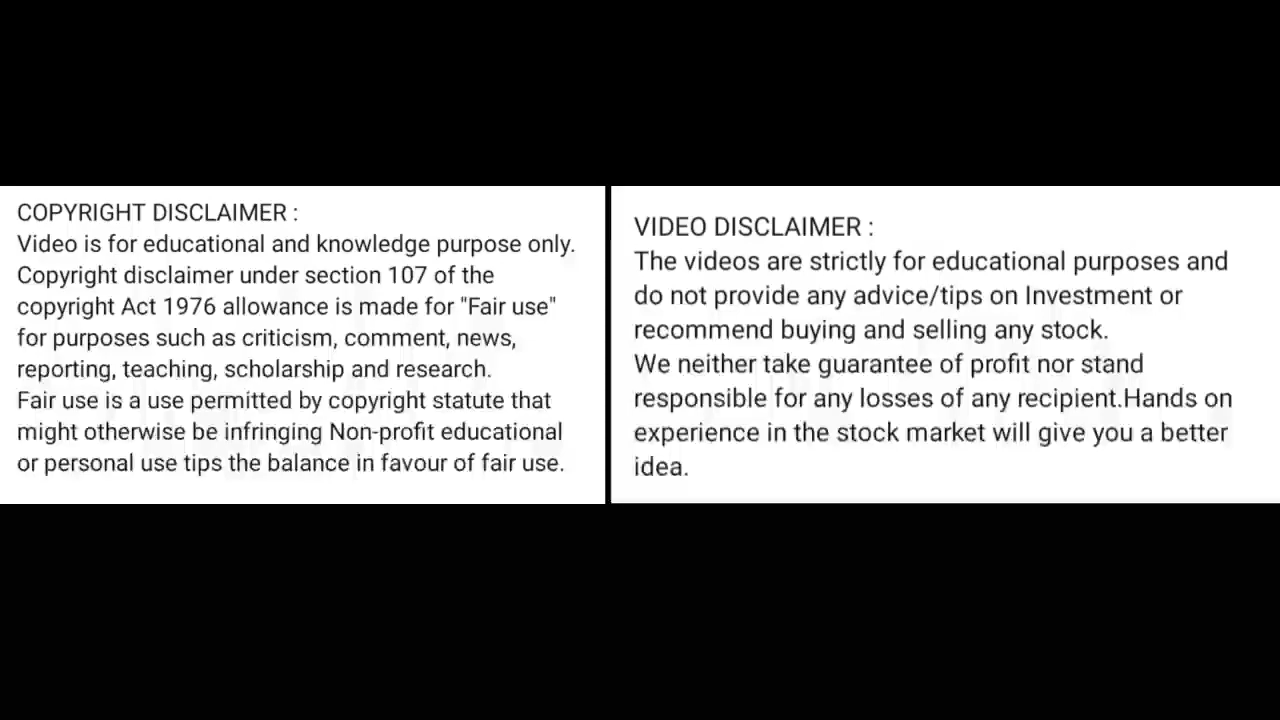 COPYRIGHT DISCLAIMER :
Video is for educational and knowledge purpose only.
Copyright disclaimer under section 107 of the
copyright Act 1976 allowance is made for "Fair use"
for purposes such as criticism, comment, news,
reporting, teaching, scholarship and research.
Fair use is a use permitted by copyright statute that
might otherwise be infringing Non-profit educational
or personal use tips the balance in favour of fair use.
VIDEO DISCLAIMER :
The videos are strictly for educational purposes and
do not provide any advice/tips on Investment or
recommend buying and selling any stock.
We neither take guarantee of profit nor stand
responsible for any losses of any recipient.Hands on
experience in the stock market will give you a better
idea.